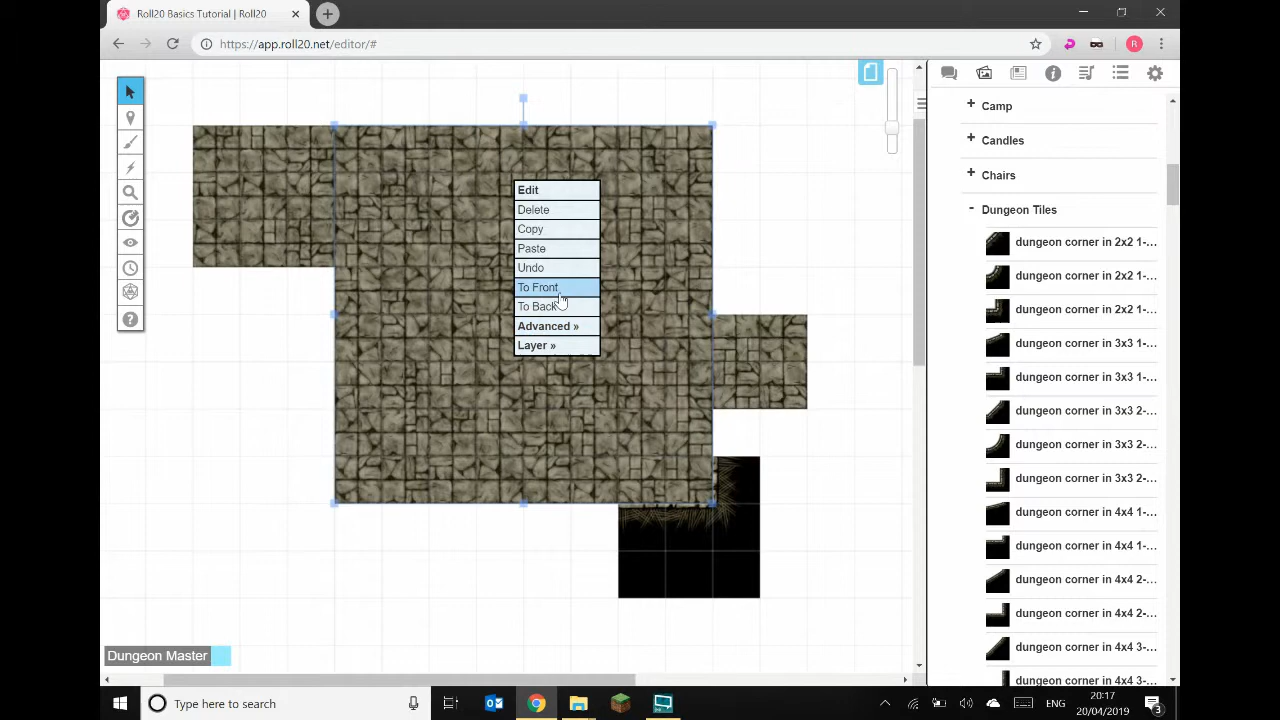 Roll20 Basics Tutorial | Roll20
https://app.roll20.net/editor/#
R
Edit
Delete
Copy
Paste
Undo
To Front
To Back
Advanced »
Layer »
Camp
Candles
Chairs
Dungeon Tiles
dungeon corner in 2x2 1-...
dungeon corner in 2x2 1-...
dungeon corner in 2x2 1-...
dungeon corner in 3x3 1-...
dungeon corner in 3x3 1-...
dungeon corner in 3x3 2-...
dungeon corner in 3x3 2-...
dungeon corner in 3x3 2-...
dungeon corner in 4x4 1-...
dungeon corner in 4x4 1-...
dungeon corner in 4x4 2-...
dungeon corner in 4x4 2-...
dungeon corner in 4x4 3-...
dungeon corner in 4x4 3-...
Dungeon Master
Type here to search
ENG
20:17
20/04/2019
3